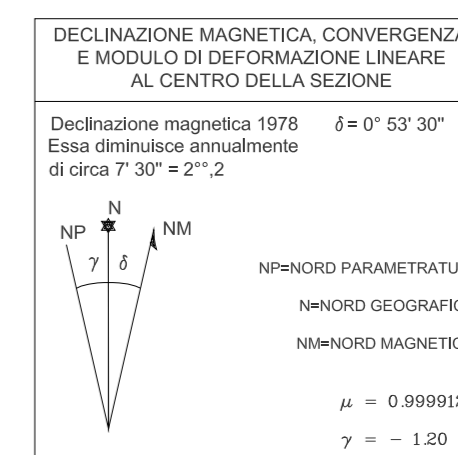 DECLINAZIONE MAGNETICA, CONVERGENZA
E MODULO DI DEFORMAZIONE LINEARE
AL CENTRO DELLA SEZIONE
Declinazione magnetica 1978 δ = 0° 53' 30"
Essa diminuisce annualmente
di circa 7' 30" = 2°°,2
N
NP NM
γ δ
NP=NORD PARAMETRATU
N=NORD GEOGRAFIC
NM=NORD MAGNETIC
μ = 0.999912
γ = - 1.20